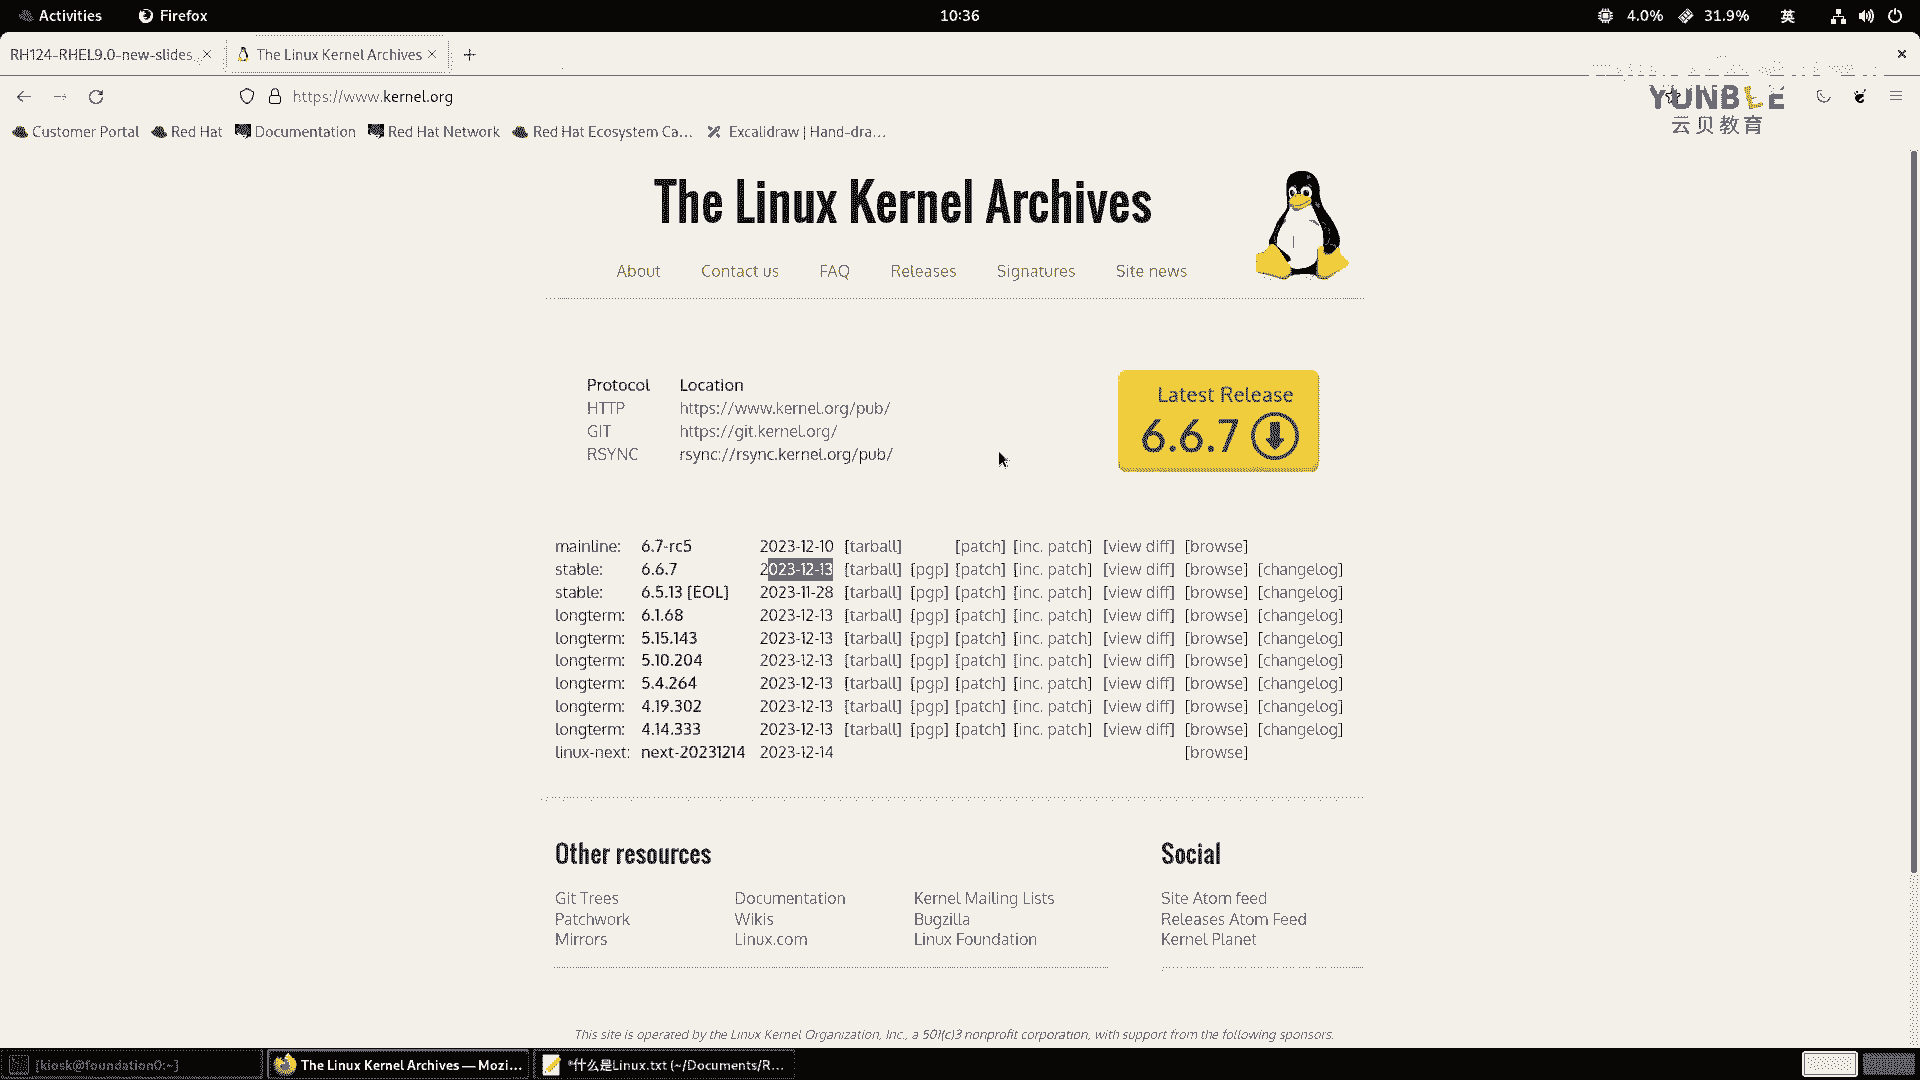 Activities Firefox 10:36 4.0% 31.9% 英
RH124-RHEL9.0-new-slides The Linux Kernel Archives
https://www.kernel.org
YUNBLE
云贝教育
Customer Portal Red Hat Documentation Red Hat Network Red Hat Ecosystem Ca... Excalidraw | Hand-dra...
The Linux Kernel Archives
About Contact us FAQ Releases Signatures Site news
Protocol Location
HTTP https://www.kernel.org/pub/
GIT https://git.kernel.org/
RSYNC rsync://rsync.kernel.org/pub/
Latest Release
6.6.7
mainline: 6.7-rc5 2023-12-10 [tarball] [patch] [inc. patch] [view diff] [browse]
stable: 6.6.7 2023-12-13 [tarball] [pgp] [patch] [inc. patch] [view diff] [browse] [changelog]
stable: 6.5.13 [EOL] 2023-11-28 [tarball] [pgp] [patch] [inc. patch] [view diff] [browse] [changelog]
longterm: 6.1.68 2023-12-13 [tarball] [pgp] [patch] [inc. patch] [view diff] [browse] [changelog]
longterm: 5.15.143 2023-12-13 [tarball] [pgp] [patch] [inc. patch] [view diff] [browse] [changelog]
longterm: 5.10.204 2023-12-13 [tarball] [pgp] [patch] [inc. patch] [view diff] [browse] [changelog]
longterm: 5.4.264 2023-12-13 [tarball] [pgp] [patch] [inc. patch] [view diff] [browse] [changelog]
longterm: 4.19.302 2023-12-13 [tarball] [pgp] [patch] [inc. patch] [view diff] [browse] [changelog]
longterm: 4.14.333 2023-12-13 [tarball] [pgp] [patch] [inc. patch] [view diff] [browse] [changelog]
linux-next: next-20231214 2023-12-14 [browse]
Other resources
Git Trees Documentation Kernel Mailing Lists
Patchwork Wikis Bugzilla
Mirrors Linux.com Linux Foundation
Social
Site Atom feed
Releases Atom Feed
Kernel Planet
This site is operated by the Linux Kernel Organization, Inc., a 501(c)3 nonprofit corporation, with support from the following sponsors.
[kiosk@foundation0:~] The Linux Kernel Archives — Mozi... *什么是Linux.txt (~/Documents/R...